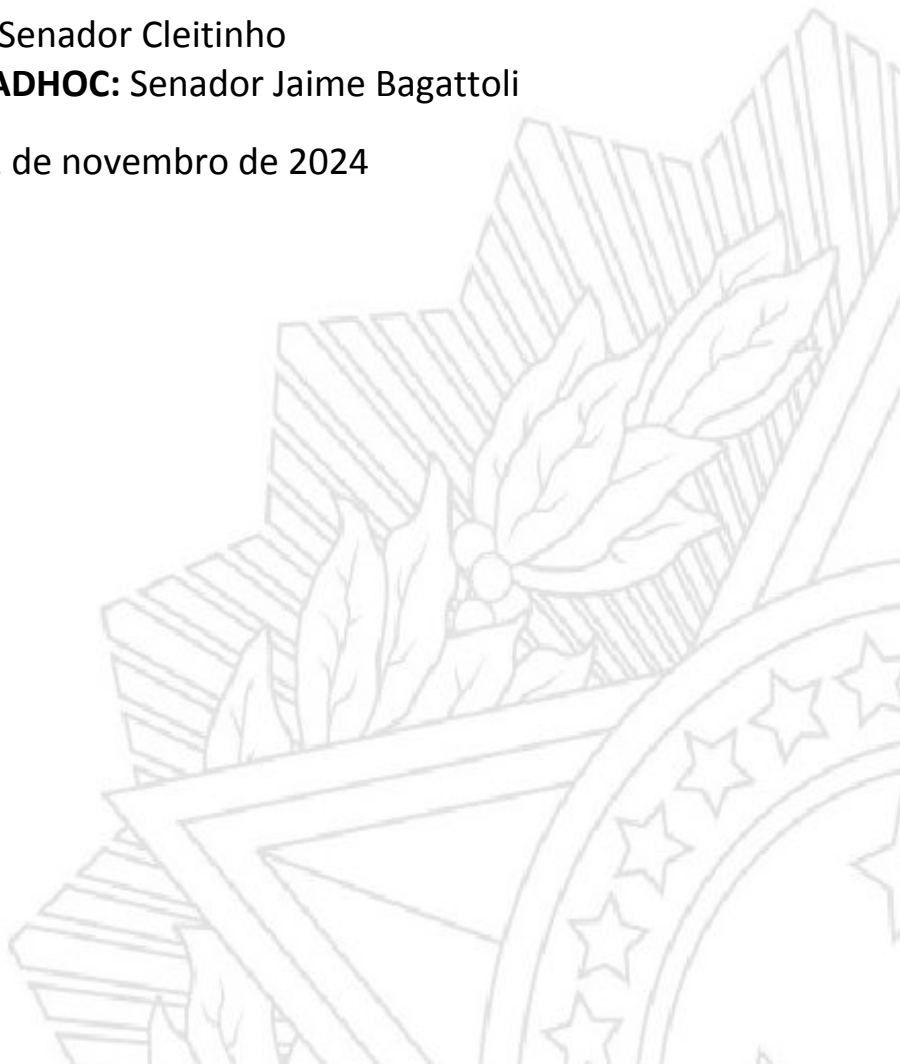 Senador Cleitinho
ADHOC: Senador Jaime Bagattoli
de novembro de 2024